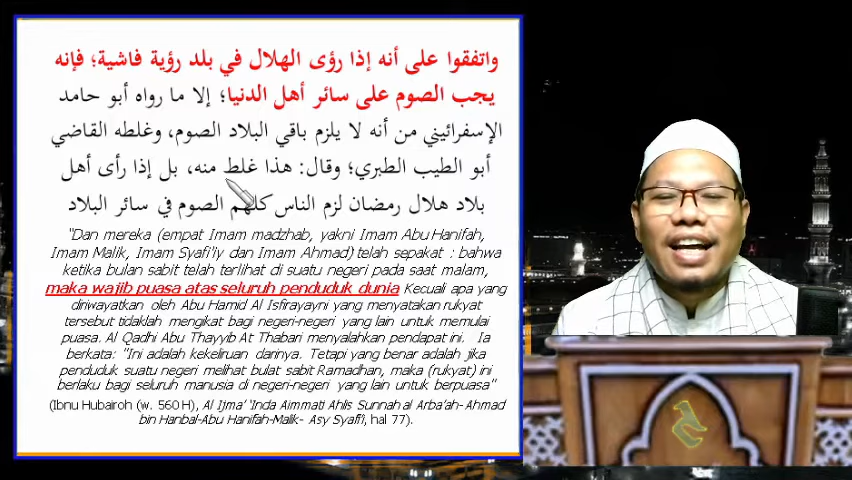 واتفقوا على أنه إذا رؤى الهلال في بلد رؤية فاشية؛ فإنه
يجب الصوم على سائر أهل الدنيا؛ إلا ما رواه أبو حامد
الإسفرائيني من أنه لا يلزم باقي البلاد الصوم، وغلطه القاضي
أبو الطيب الطبري؛ وقال: هذا غلط منه، بل إذا رأى أهل
بلاد هلال رمضان لزم الناس كلهم الصوم في سائر البلاد
"Dan mereka (empat Imam madzhab, yakni Imam Abu Hanifah,
Imam Malik, Imam Syafi'iy dan Imam Ahmad) telah sepakat : bahwa
ketika bulan sabit telah terlihat di suatu negeri pada saat malam,
maka wajib puasa atas seluruh penduduk dunia Kecuali apa yang
diriwayatkan oleh Abu Hamid Al Isfirayayni yang menyatakan rukyat
tersebut tidaklah mengikat bagi negeri-negeri yang lain untuk memulai
puasa. Al Qadhi Abu Thayyib At Thabari menyalahkan pendapat ini. Ia
berkata: "Ini adalah kekeliruan darinya. Tetapi yang benar adalah jika
penduduk suatu negeri melihat bulat sabit Ramadhan, maka (rukyat) ini
berlaku bagi seluruh manusia di negeri-negeri yang lain untuk berpuasa"
(Ibnu Hubairoh (w. 560 H), Al Ijma' 'Inda Aimmati Ahlis Sunnah al Arba'ah-Ahmad
bin Hanbal-Abu Hanifah-Malik- Asy Syafi'i, hal 77).